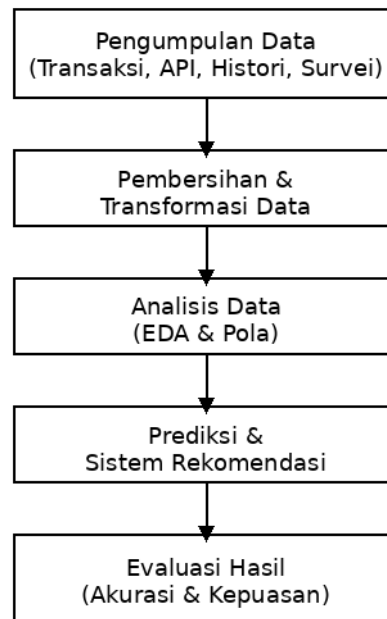 Pengumpulan Data
(Transaksi, API, Histori, Survei)
Pembersihan &
Transformasi Data
Analisis Data
(EDA & Pola)
Prediksi &
Sistem Rekomendasi
Evaluasi Hasil
(Akurasi & Kepuasan)